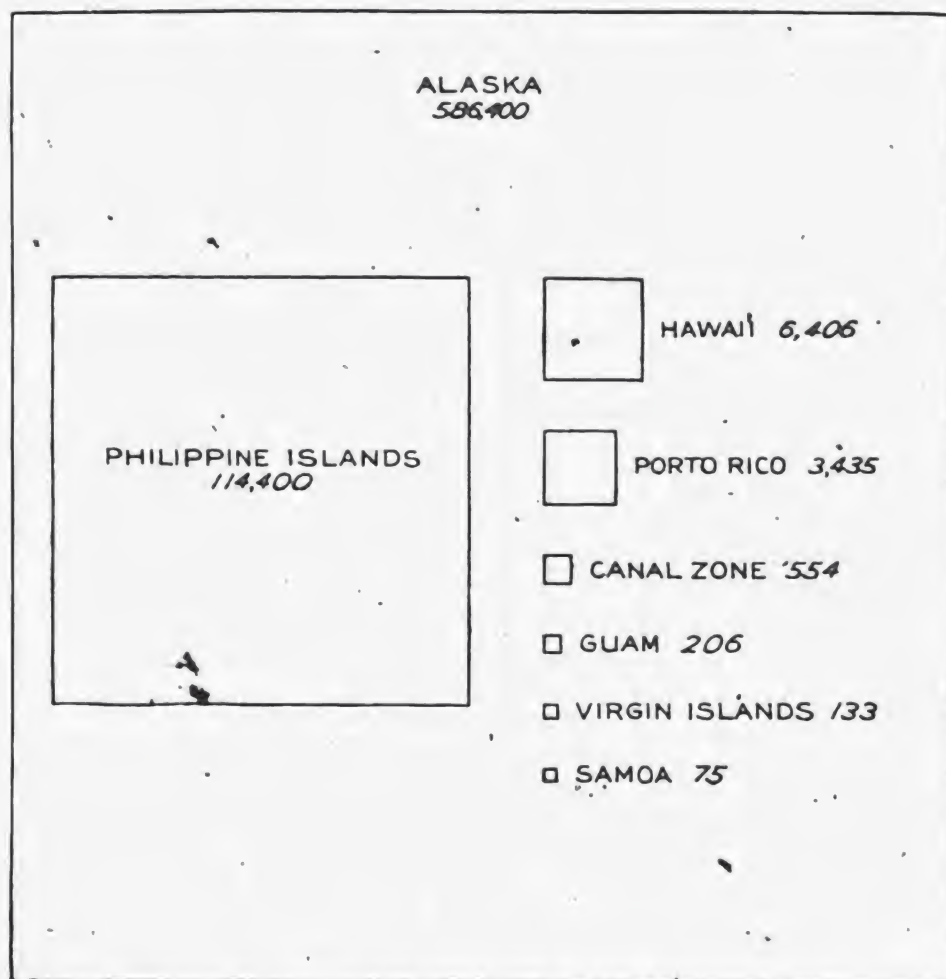 ALASKA
586,400
PHILIPPINE ISLANDS
114,400
HAWAII 6,406
PORTO RICO 3,435
CANAL ZONE 554
GUAM 206
VIRGIN ISLANDS 133
SAMOA 75